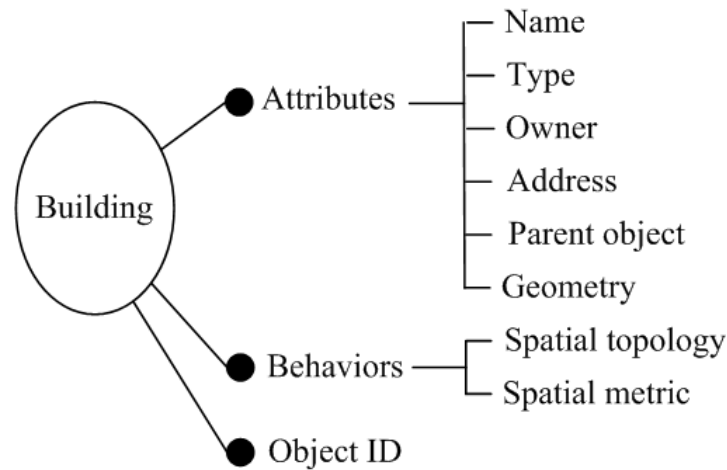 Name
Type
Attributes
Owner
Address
Building
Parent object
Geometry
Spatial topology
Behaviors
Spatial metric
Object ID